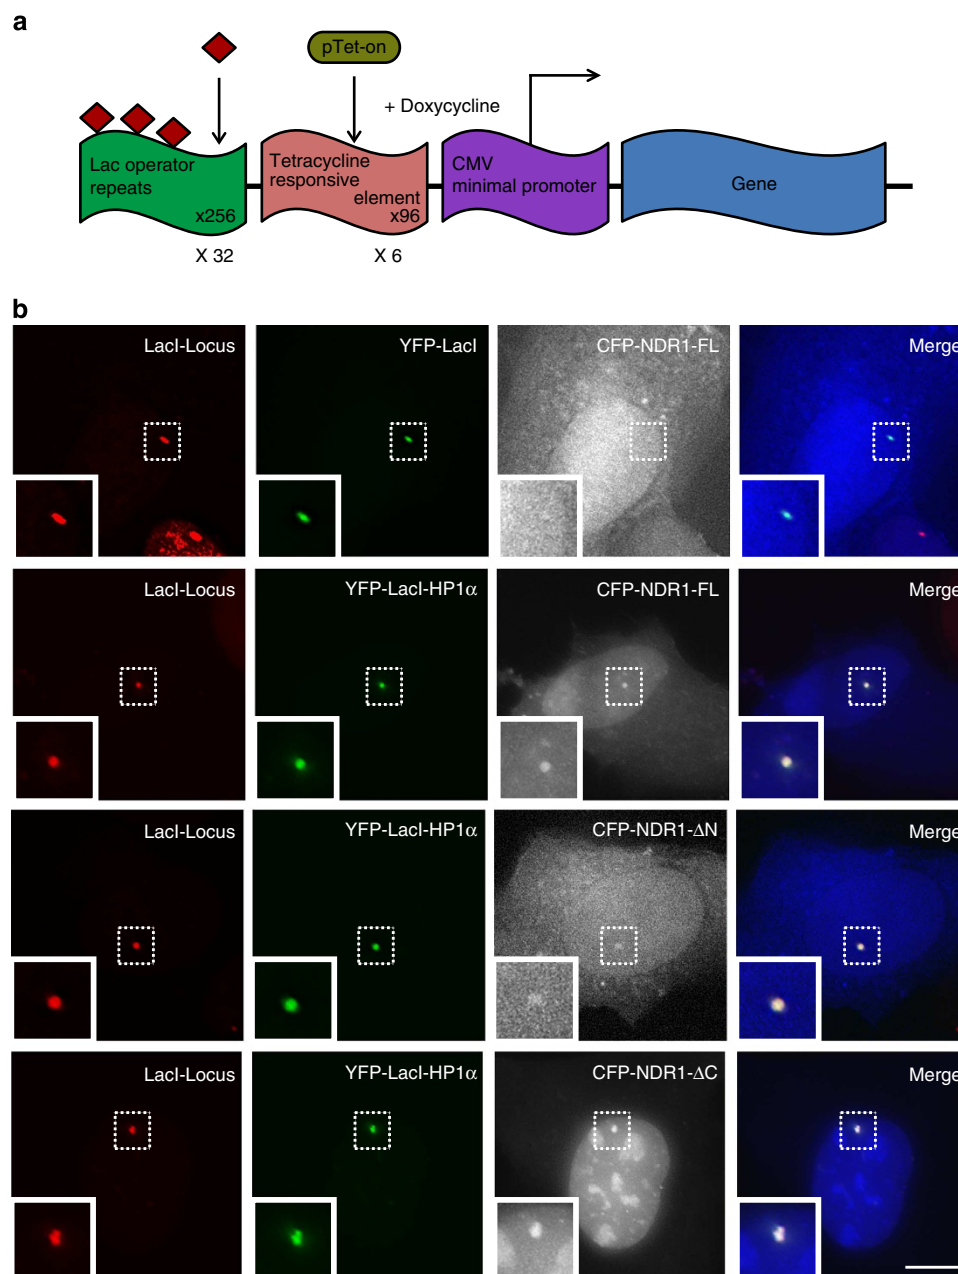 a
pTet-on
+ Doxycycline
Lac operator
repeats
x256
Tetracycline
responsive
element
x96
CMV
minimal promoter
Gene
X 32
X 6
b
LacI-Locus
YFP-LacI
CFP-NDR1-FL
Merge
LacI-Locus
YFP-LacI-HP1α
CFP-NDR1-FL
Merge
LacI-Locus
YFP-LacI-HP1α
CFP-NDR1-ΔN
Merge
LacI-Locus
YFP-LacI-HP1α
CFP-NDR1-ΔC
Merge